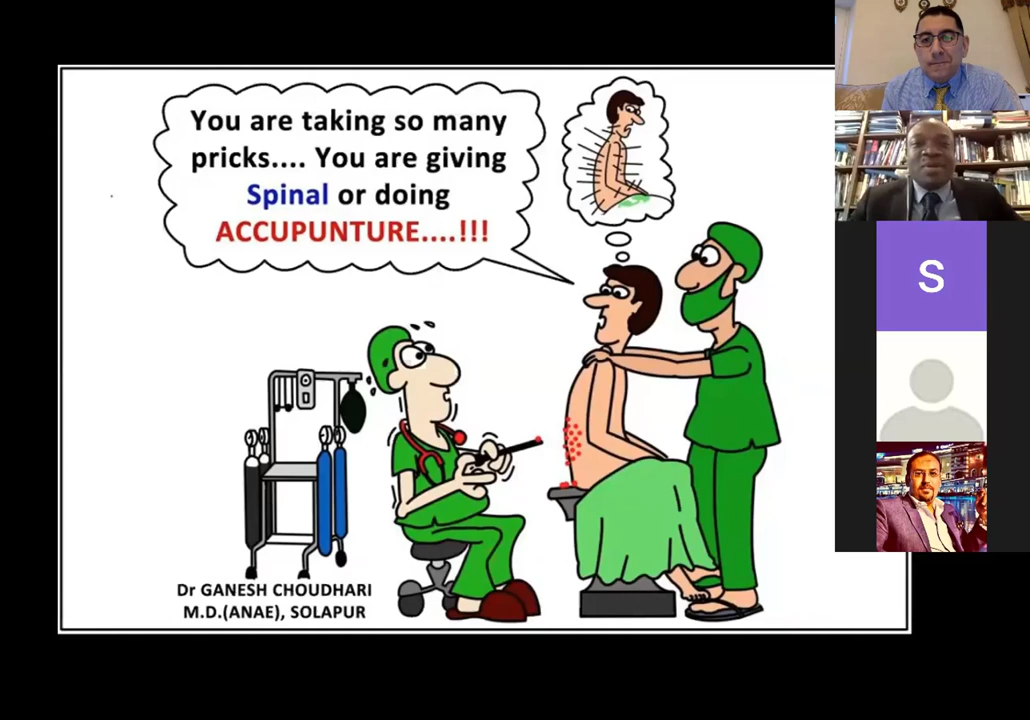 You are taking so many
pricks.... You are giving
Spinal or doing
ACCUPUNTURE....!!!
Dr GANESH CHOUDHARI
M.D.(ANAE), SOLAPUR
S